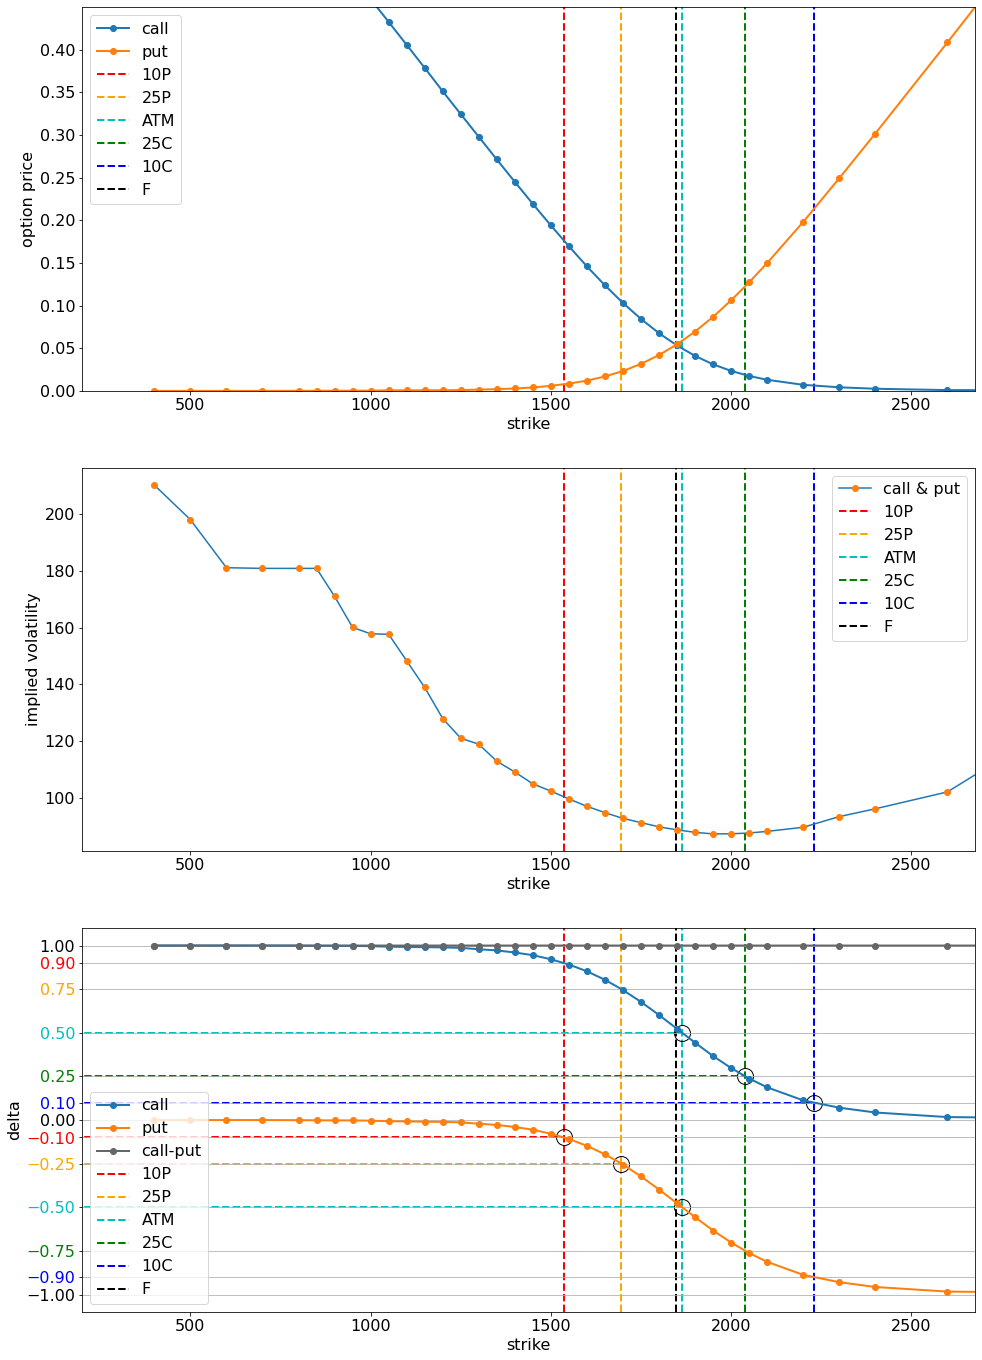 option price
0.40
0.35
0.30
0.25
0.20
0.15
0.10
0.05
0.00
call
put
10P
25P
ATM
25C
10C
F
500 1000 1500 2000 2500
strike
implied volatility
200
180
160
140
120
100
call & put
10P
25P
ATM
25C
10C
F
500 1000 1500 2000 2500
strike
delta
1.00
0.90
0.75
0.50
0.25
0.10
0.00
−0.10
−0.25
−0.50
−0.75
−0.90
−1.00
call
put
call-put
10P
25P
ATM
25C
10C
F
500 1000 1500 2000 2500
strike